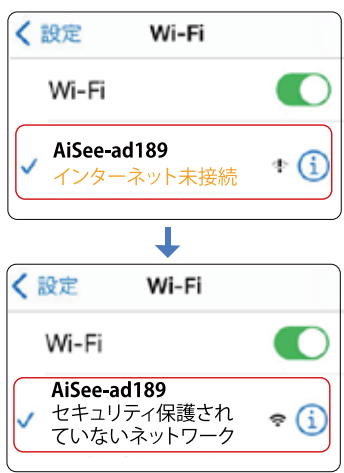 設定 Wi-Fi
Wi-Fi
AiSee-ad189
インターネット未接続
設定 Wi-Fi
Wi-Fi
AiSee-ad189
セキュリティ保護され
ていないネットワーク